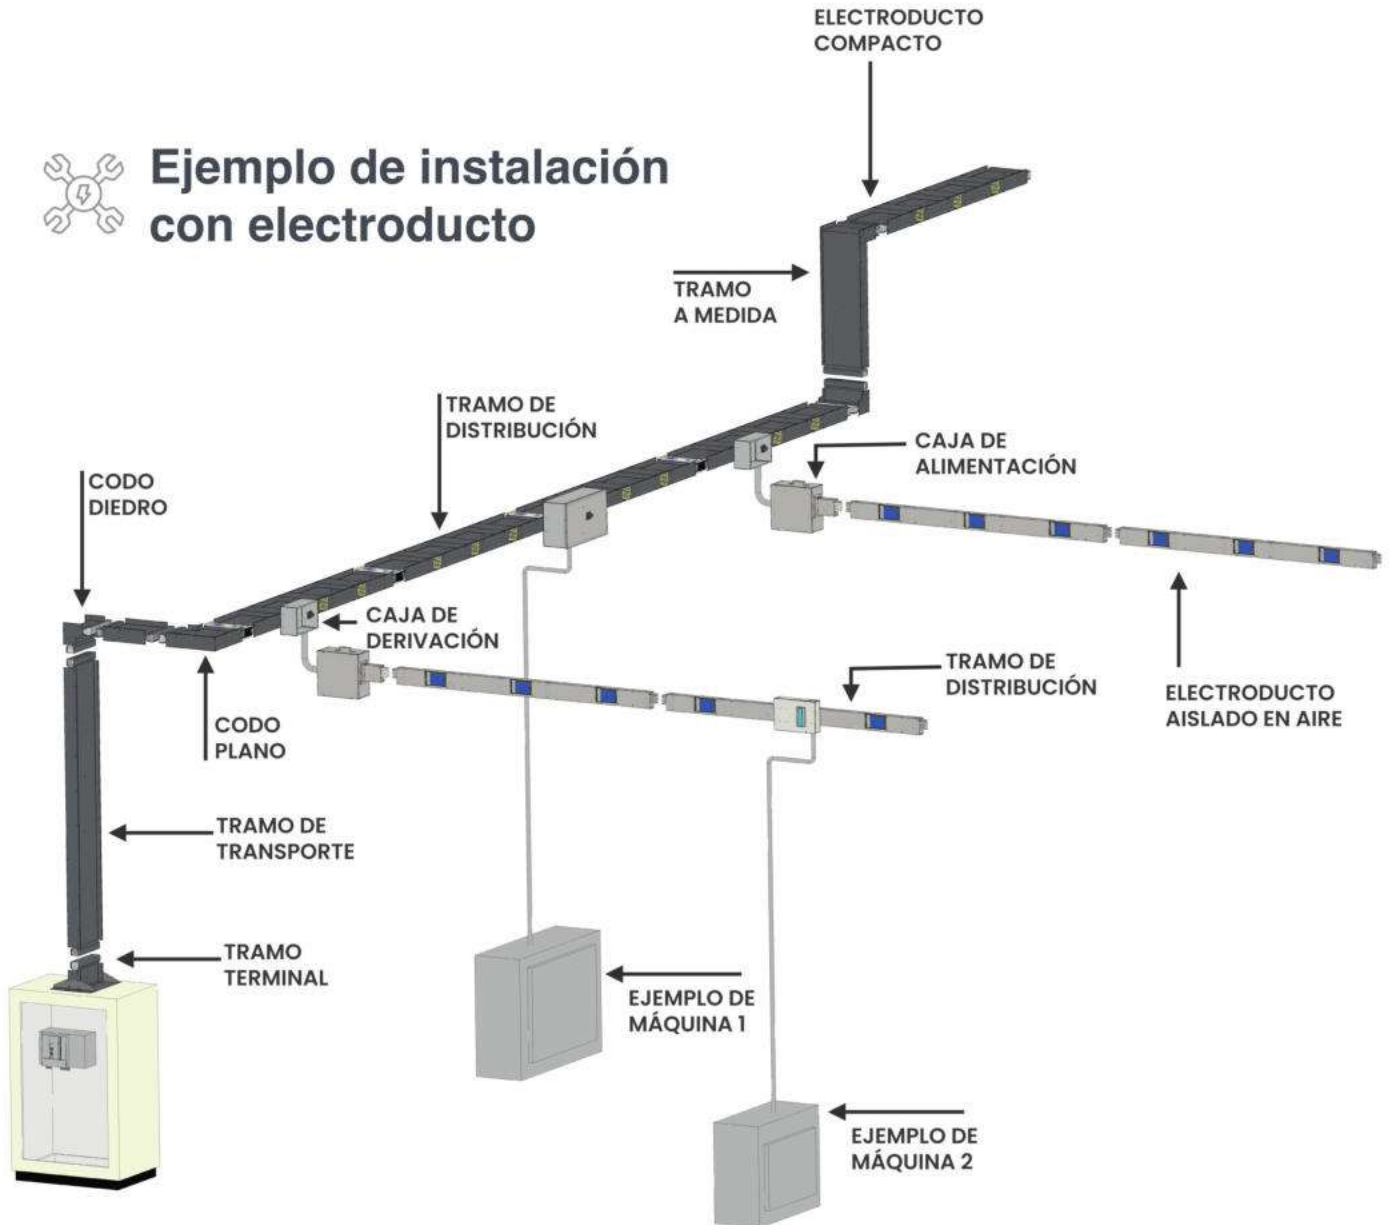 ELECTRODUCTO
COMPACTO
Ejemplo de instalación
con electroducto
TRAMO
A MEDIDA
TRAMO DE
DISTRIBUCIÓN
CAJA DE
ALIMENTACIÓN
CODO
DIEDRO
CAJA DE
DERIVACIÓN
TRAMO DE
DISTRIBUCIÓN
ELECTRODUCTO
AISLADO EN AIRE
CODO
PLANO
TRAMO DE
TRANSPORTE
TRAMO
TERMINAL
EJEMPLO DE
MÁQUINA 1
EJEMPLO DE
MÁQUINA 2